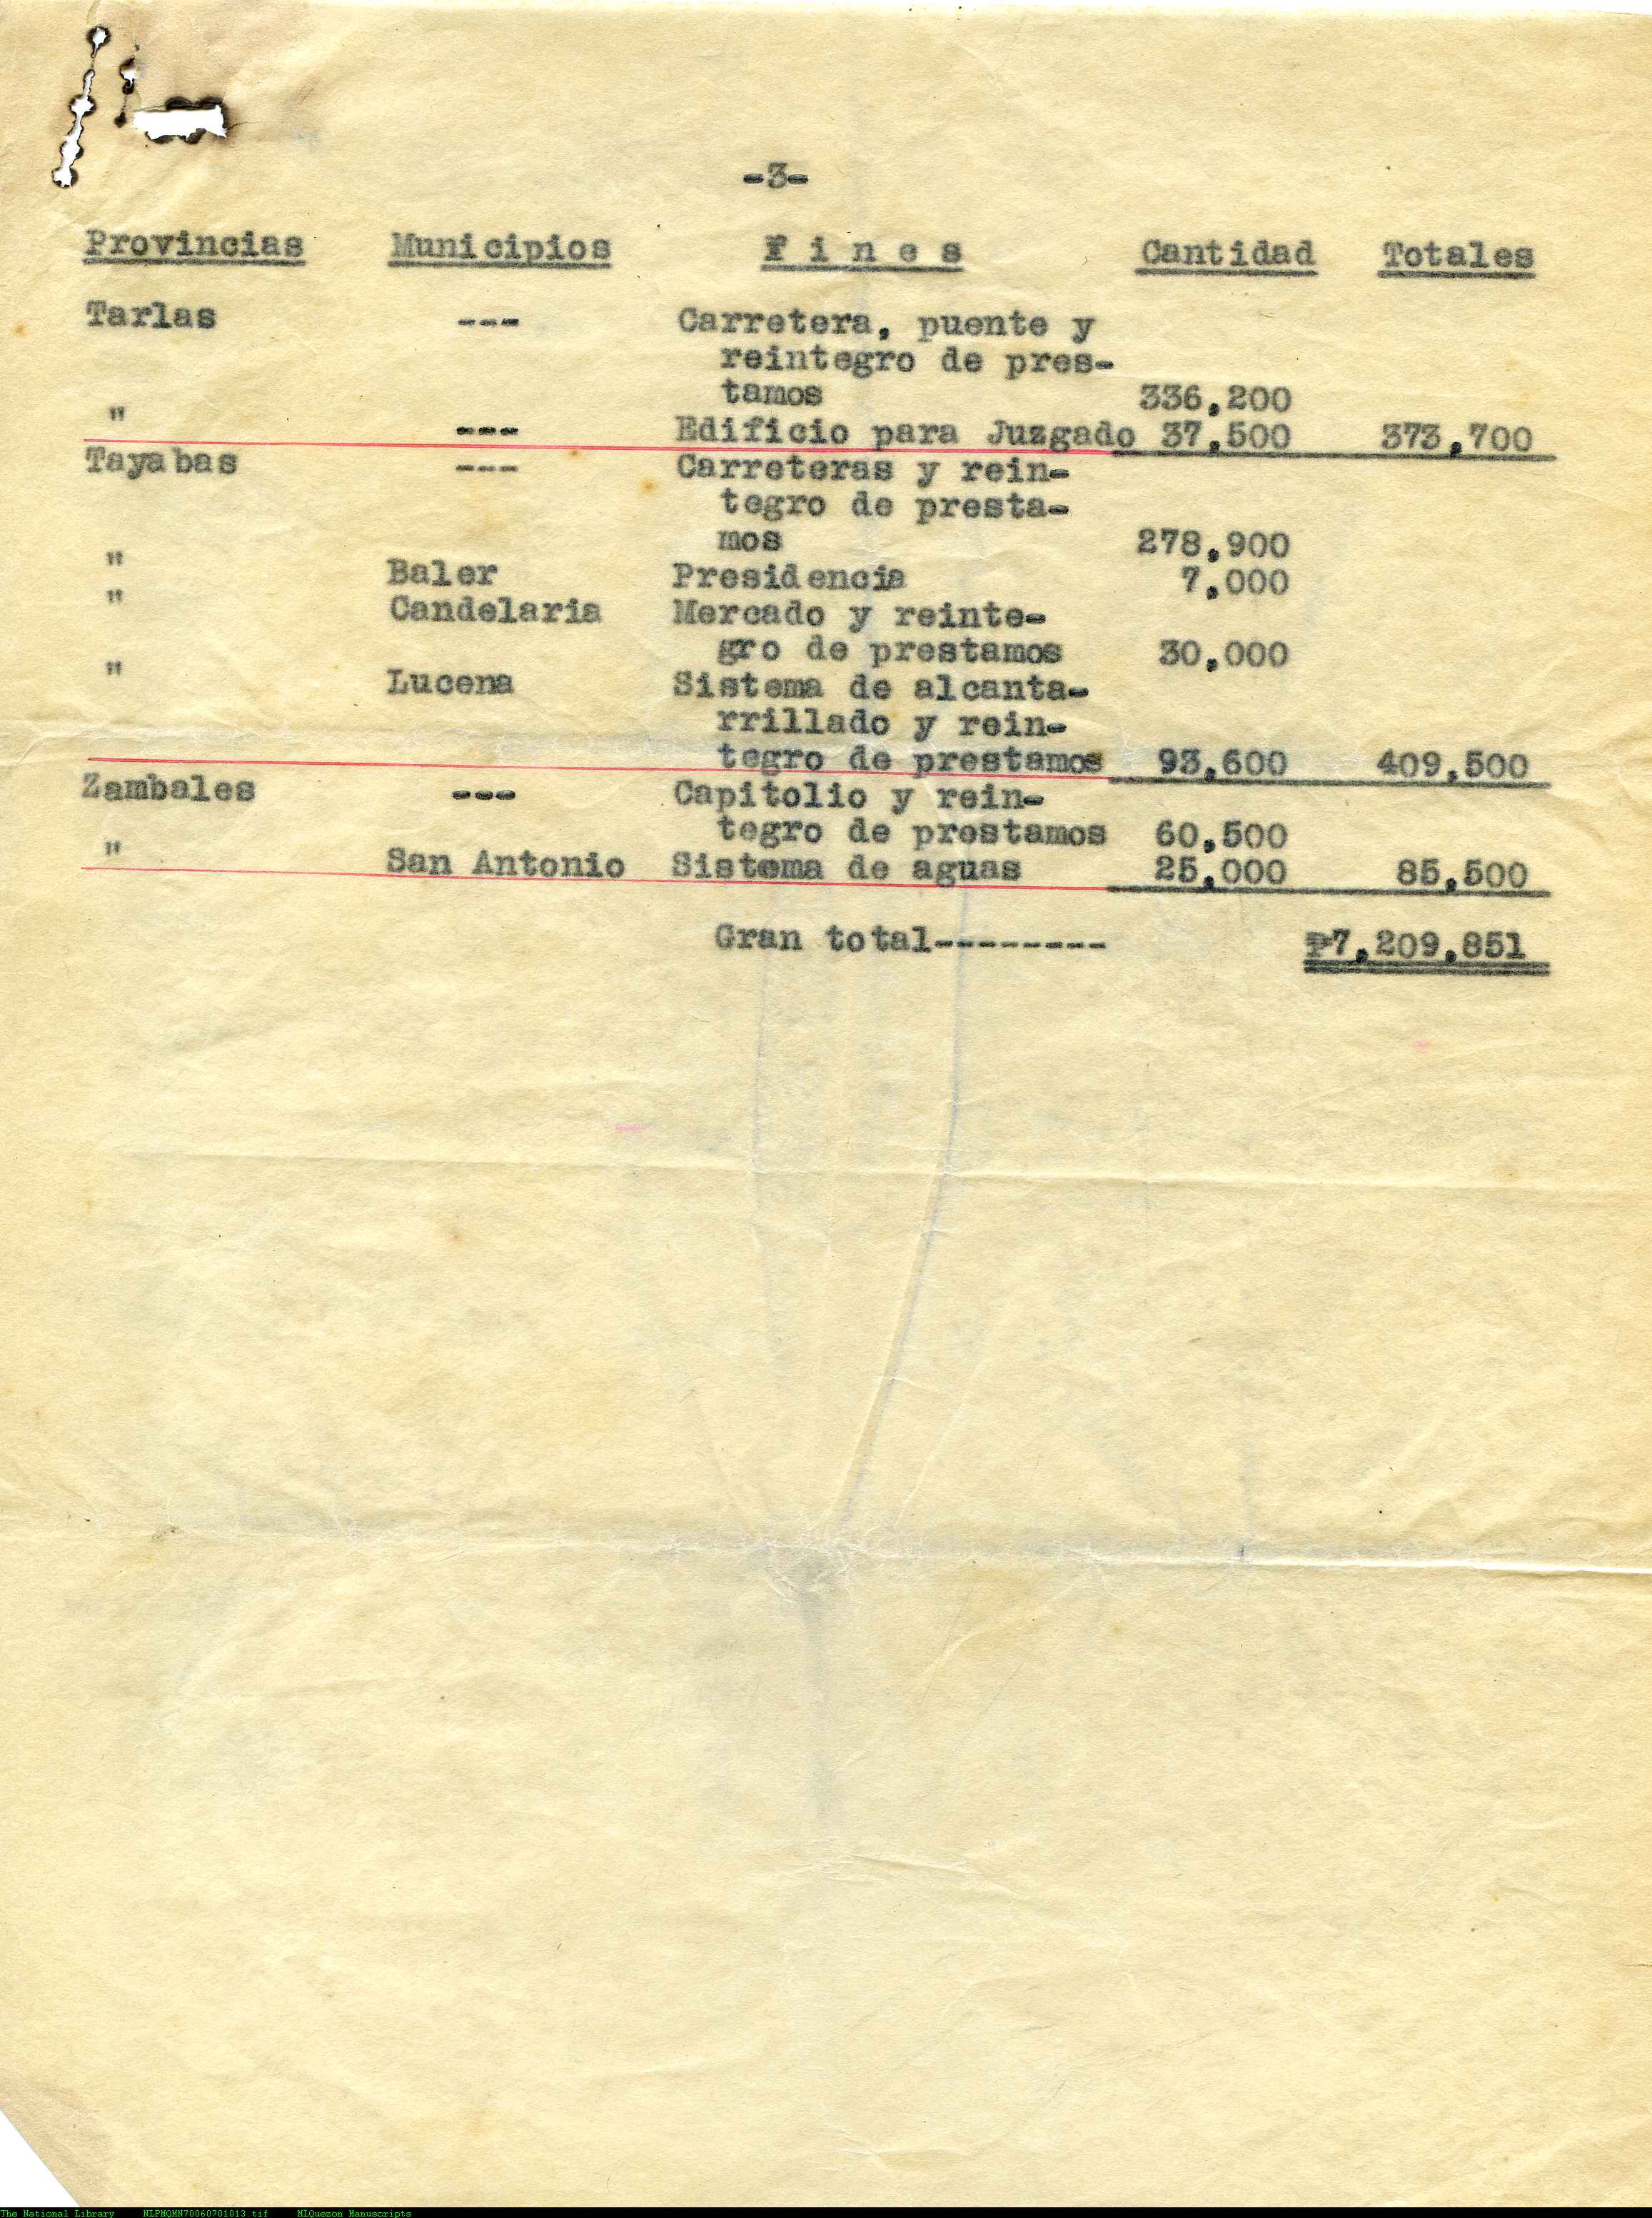 -3-
Provincias Municipios Fines Cantidad Totales
Tarlas --- Carretera, puente y
reintegro de pres-
tamos 336,200
" --- Edificio para Juzgado 37,500 373,700
Tayabas --- Carreteras y rein-
tegro de presta-
mos 278,900
" Baler Presidencia 7,000
" Candelaria Mercado y reinte-
gro de prestamos 30,000
" Lucena Sistema de alcanta-
rrillado y rein-
tegro de prestamos 93,600 409,500
Zambales --- Capitolio y rein-
tegro de prestamos 60,500
" San Antonio Sistema de aguas 25,000 85,500
Gran total-------- ₱7,209,851
The National Library NLPMQMN70060701013.tif MLQuezon Manuscripts